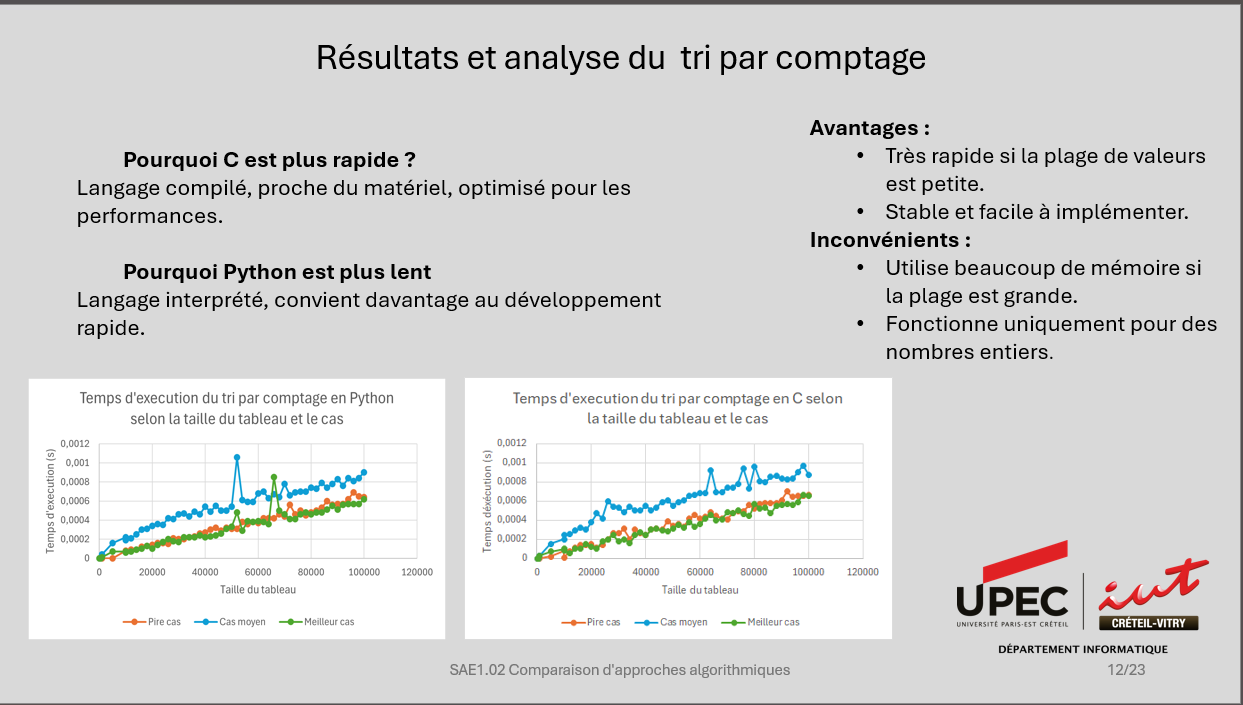 Résultats et analyse du  tri par comptage
Pourquoi C est plus rapide ?
Langage compilé, proche du matériel, optimisé pour les
performances.
Pourquoi Python est plus lent
Langage interprété, convient davantage au développement
rapide.
Avantages :
• Très rapide si la plage de valeurs
est petite.
• Stable et facile à implémenter.
Inconvénients :
• Utilise beaucoup de mémoire si
la plage est grande.
• Fonctionne uniquement pour des
nombres entiers.
Temps d'execution du tri par comptage en Python
selon la taille du tableau et le cas
Temps d'execution (s)
0,0012
0,001
0,0008
0,0006
0,0004
0,0002
0
0 20000 40000 60000 80000 100000 120000
Taille du tableau
Pire cas Cas moyen Meilleur cas
Temps d'execution du tri par comptage en C selon
la taille du tableau et le cas
Temps déxécution (s)
0,0012
0,001
0,0008
0,0006
0,0004
0,0002
0
0 20000 40000 60000 80000 100000 120000
Taille du tableau
Pire cas Cas moyen Meilleur cas
UPEC
UNIVERSITÉ PARIS-EST CRÉTEIL
iut
CRÉTEIL-VITRY
DÉPARTEMENT INFORMATIQUE
SAE1.02 Comparaison d'approches algorithmiques
12/23